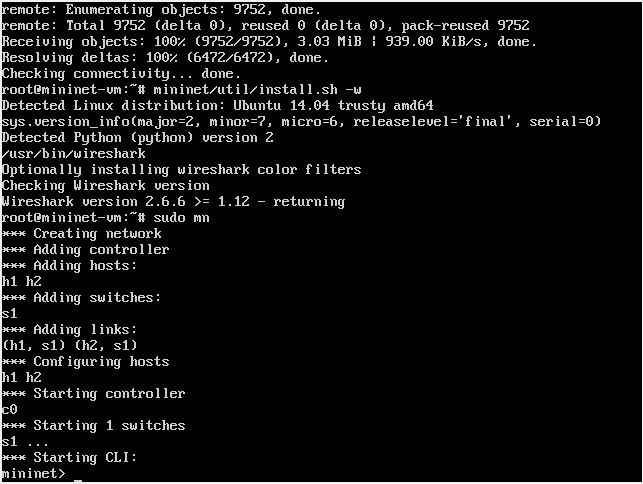 remote: Enumerating objects: 9752, done.
remote: Total 9752 (delta 0), reused 0 (delta 0), pack-reused 9752
Receiving objects: 100% (9752/9752), 3.03 MiB | 939.00 KiB/s, done.
Resolving deltas: 100% (6472/6472), done.
Checking connectivity... done.
root@mininet-vm:~# mininet/util/install.sh -w
Detected Linux distribution: Ubuntu 14.04 trusty amd64
sys.version_info(major=2, minor=7, micro=6, releaselevel='final', serial=0)
Detected Python (python) version 2
/usr/bin/wireshark
Optionally installing wireshark color filters
Checking Wireshark version
Wireshark version 2.6.6 >= 1.12 - returning
root@mininet-vm:~# sudo mn
*** Creating network
*** Adding controller
*** Adding hosts:
h1 h2
*** Adding switches:
s1
*** Adding links:
(h1, s1) (h2, s1)
*** Configuring hosts
h1 h2
*** Starting controller
c0
*** Starting 1 switches
s1 ...
*** Starting CLI:
mininet> _